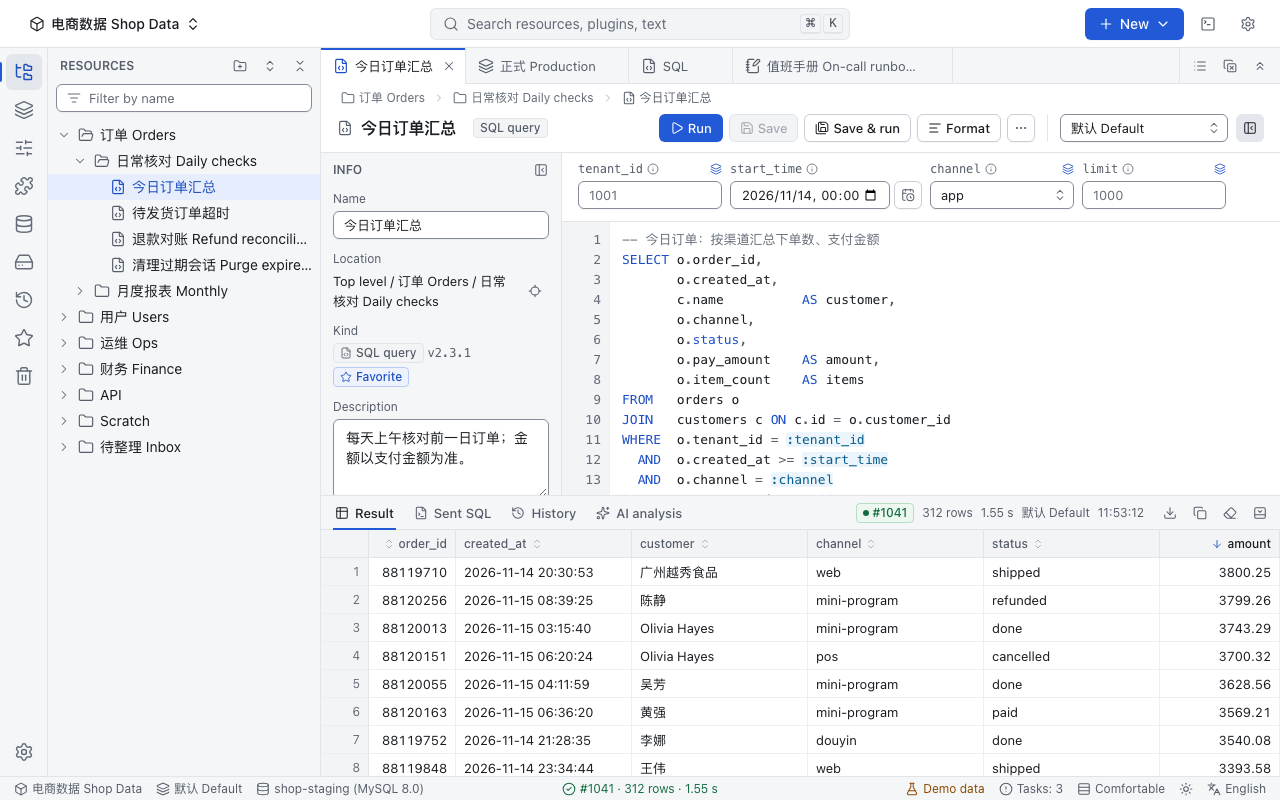 电商数据 Shop Data
Search resources, plugins, text
⌘ K
New
RESOURCES
Filter by name
订单 Orders
日常核对 Daily checks
今日订单汇总
待发货订单超时
退款对账 Refund reconcili...
清理过期会话 Purge expire...
月度报表 Monthly
用户 Users
运维 Ops
财务 Finance
API
Scratch
待整理 Inbox
今日订单汇总
正式 Production
SQL
值班手册 On-call runbo...
订单 Orders
日常核对 Daily checks
今日订单汇总
今日订单汇总
SQL query
Run
Save
Save & run
Format
默认 Default
INFO
Name
今日订单汇总
Location
Top level / 订单 Orders / 日常
核对 Daily checks
Kind
SQL query v2.3.1
Favorite
Description
每天上午核对前一日订单；金
额以支付金额为准。
tenant_id
1001
start_time
2026/11/14, 00:00
channel
app
limit
1000
1 -- 今日订单：按渠道汇总下单数、支付金额
2 SELECT o.order_id,
3 o.created_at,
4 c.name AS customer,
5 o.channel,
6 o.status,
7 o.pay_amount AS amount,
8 o.item_count AS items
9 FROM orders o
10 JOIN customers c ON c.id = o.customer_id
11 WHERE o.tenant_id = :tenant_id
12 AND o.created_at >= :start_time
13 AND o.channel = :channel
Result
Sent SQL
History
AI analysis
#1041 312 rows 1.55 s 默认 Default 11:53:12
order_id created_at customer channel status amount
1 88119710 2026-11-14 20:30:53 广州越秀食品 web shipped 3800.25
2 88120256 2026-11-15 08:39:25 陈静 mini-program refunded 3799.26
3 88120013 2026-11-15 03:15:40 Olivia Hayes mini-program done 3743.29
4 88120151 2026-11-15 06:20:24 Olivia Hayes pos cancelled 3700.32
5 88120055 2026-11-15 04:11:59 吴芳 mini-program done 3628.56
6 88120163 2026-11-15 06:36:20 黄强 mini-program paid 3569.21
7 88119752 2026-11-14 21:28:35 李娜 douyin done 3540.08
8 88119848 2026-11-14 23:34:44 王伟 web shipped 3393.58
电商数据 Shop Data
默认 Default
shop-staging (MySQL 8.0)
#1041 · 312 rows · 1.55 s
Demo data
Tasks: 3
Comfortable
English